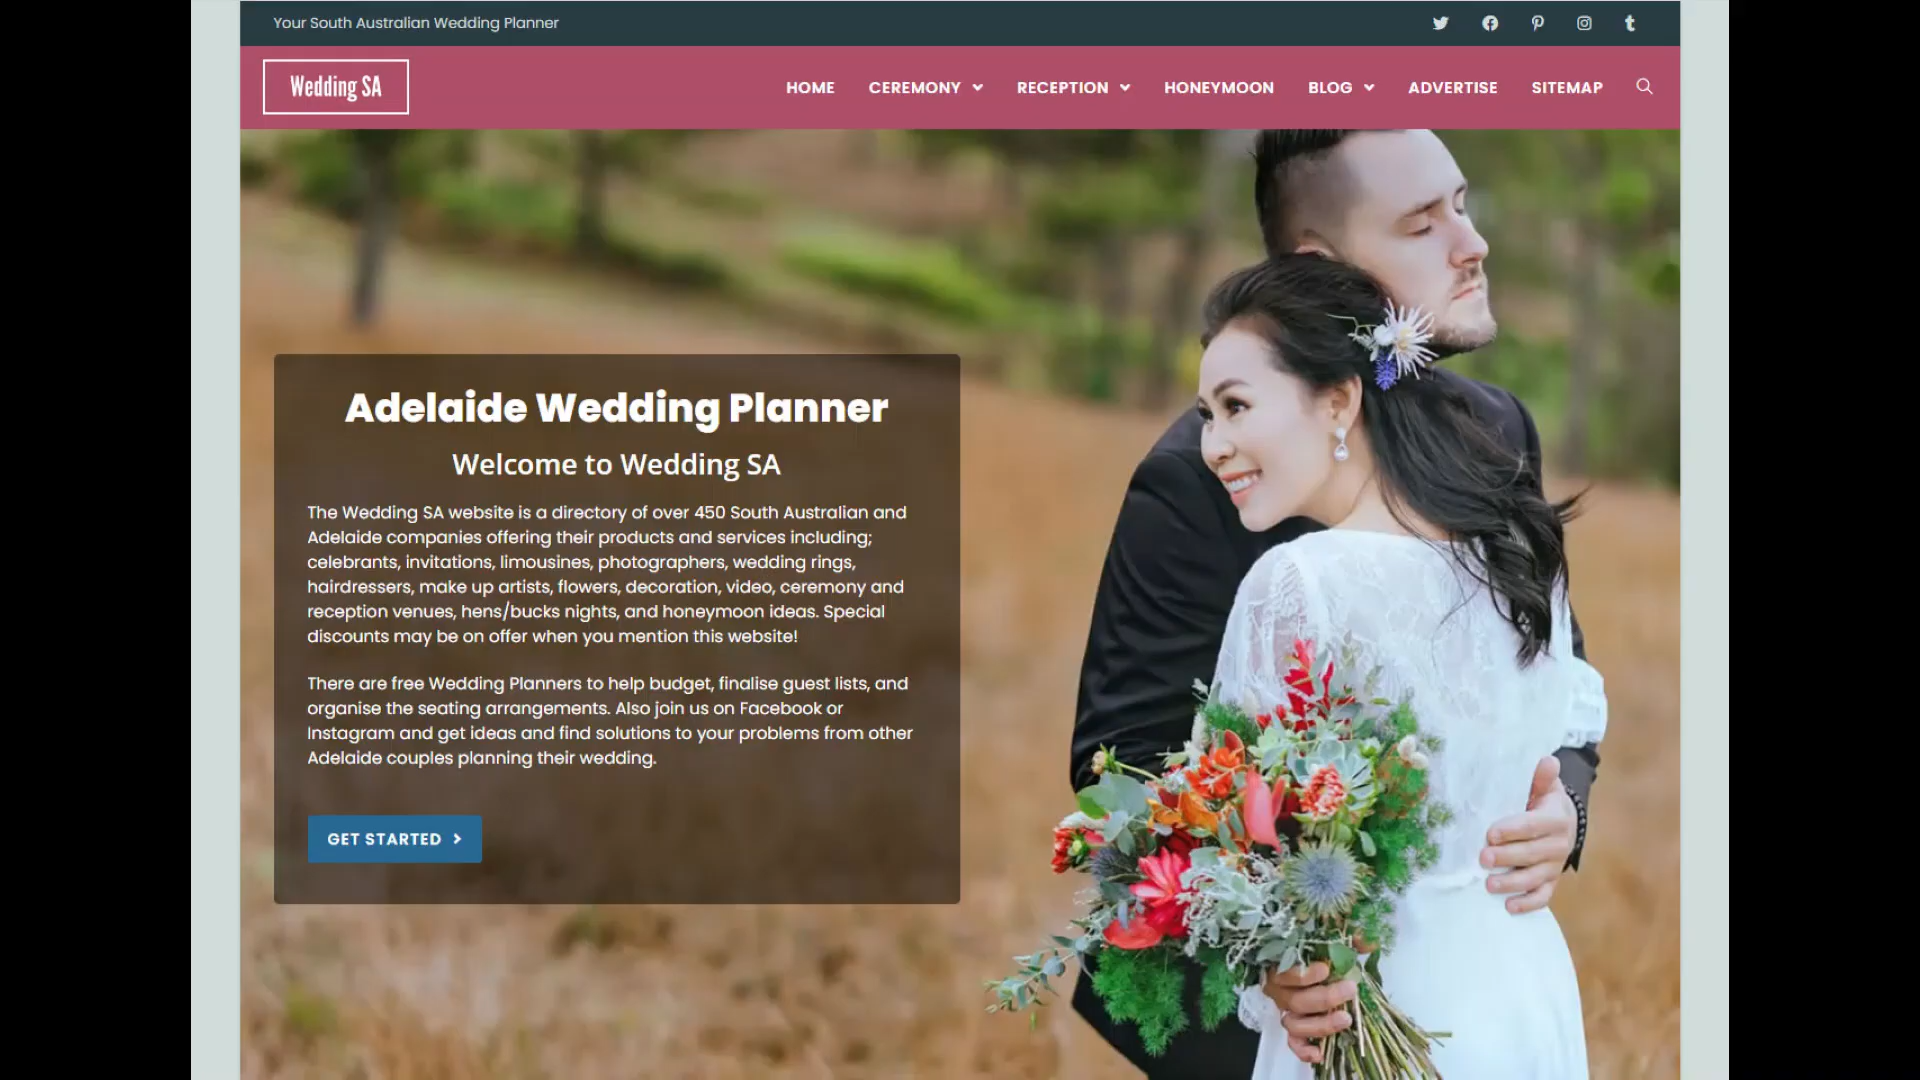 Your South Australian Wedding Planner
Wedding SA
HOME
CEREMONY
RECEPTION
HONEYMOON
BLOG
ADVERTISE
SITEMAP
Adelaide Wedding Planner
Welcome to Wedding SA
The Wedding SA website is a directory of over 450 South Australian and
Adelaide companies offering their products and services including;
celebrants, invitations, limousines, photographers, wedding rings,
hairdressers, make up artists, flowers, decoration, video, ceremony and
reception venues, hens/bucks nights, and honeymoon ideas. Special
discounts may be on offer when you mention this website!
There are free Wedding Planners to help budget, finalise guest lists, and
organise the seating arrangements. Also join us on Facebook or
Instagram and get ideas and find solutions to your problems from other
Adelaide couples planning their wedding.
GET STARTED